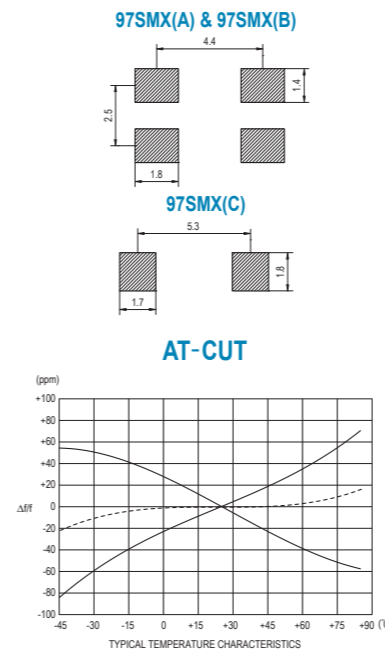 97SMX(A) & 97SMX(B)
4.4
1.4
2.5
1.8
97SMX(C)
5.3
1.8
1.7
AT-CUT
(ppm)
+100
+80
+60
+40
+20
Δf/f
0
-20
-40
-60
-80
-100
-45 -30 -15 0 +15 +30 +45 +60 +75 +90
TYPICAL TEMPERATURE CHARACTERISTICS